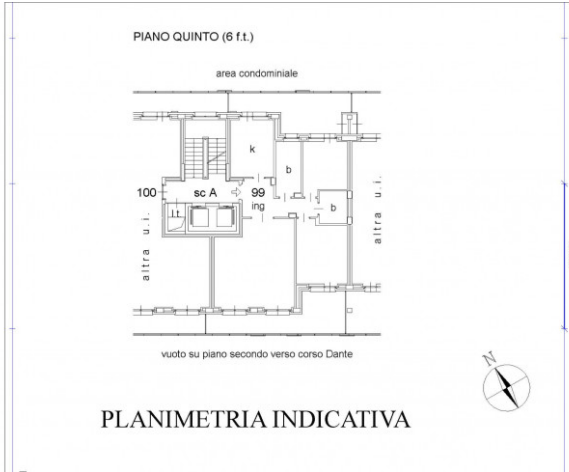 PIANO QUINTO (6 f.t.)
area condominiale
k
b
100
sc A
99
ing
l.t.
b
altra u.i.
altra u.i.
vuoto su piano secondo verso corso Dante
N
PLANIMETRIA INDICATIVA